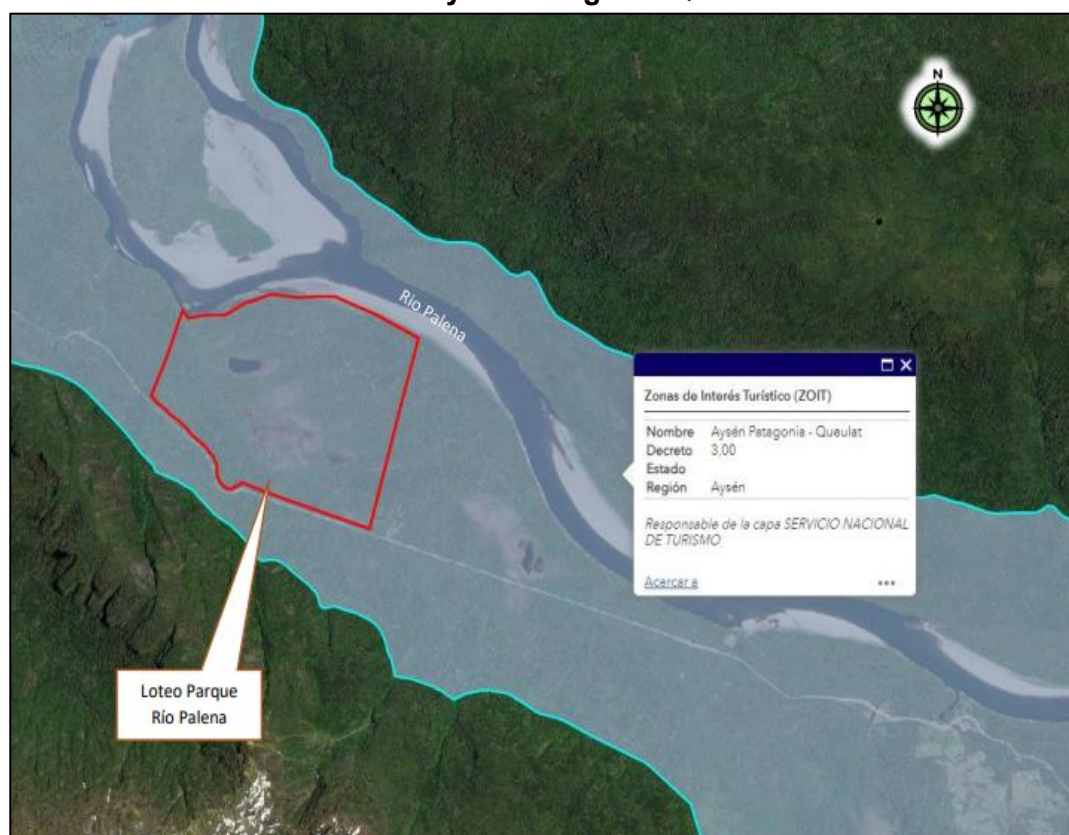 N
Río Palena
Zonas de Interés Turístico (ZOIT)
Nombre Aysén Patagonia - Queulat
Decreto 3,00
Estado
Región Aysén
Responsable de la capa SERVICIO NACIONAL
DE TURISMO
Acercar a
Loteo Parque
Río Palena